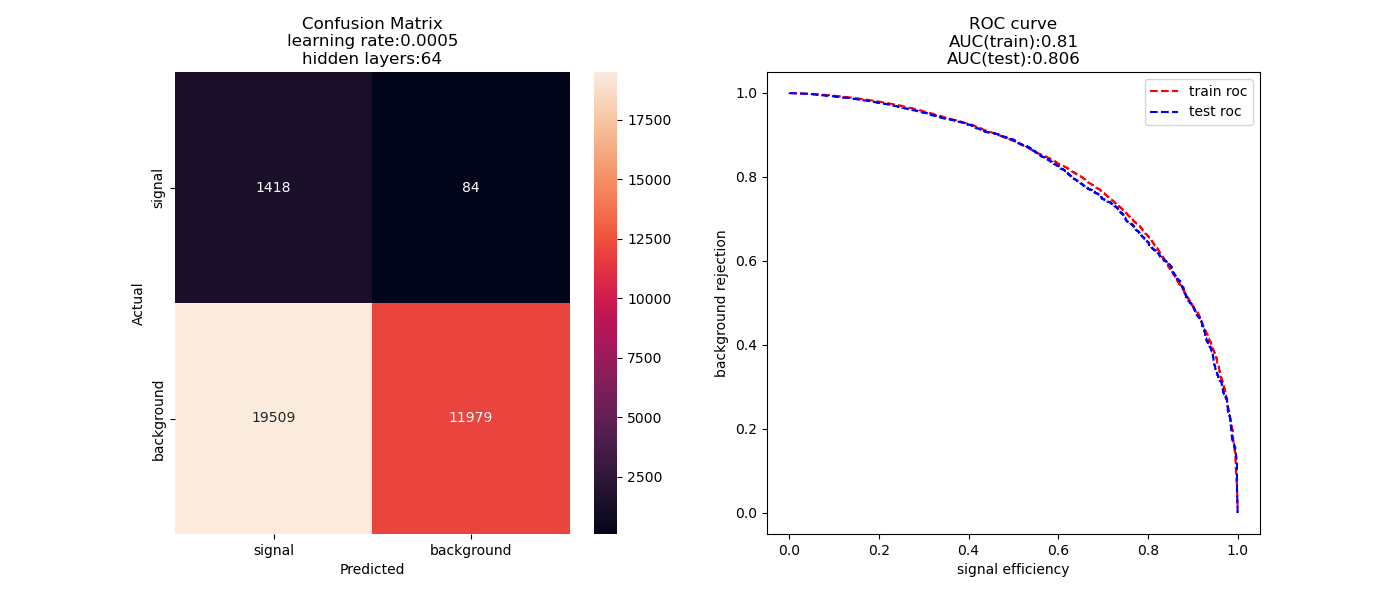 Confusion Matrix
learning rate:0.0005
hidden layers:64
signal
background
Actual
1418
84
19509
11979
signal
background
Predicted
17500
15000
12500
10000
7500
5000
2500
ROC curve
AUC(train):0.81
AUC(test):0.806
train roc
test roc
background rejection
1.0
0.8
0.6
0.4
0.2
0.0
0.0 0.2 0.4 0.6 0.8 1.0
signal efficiency